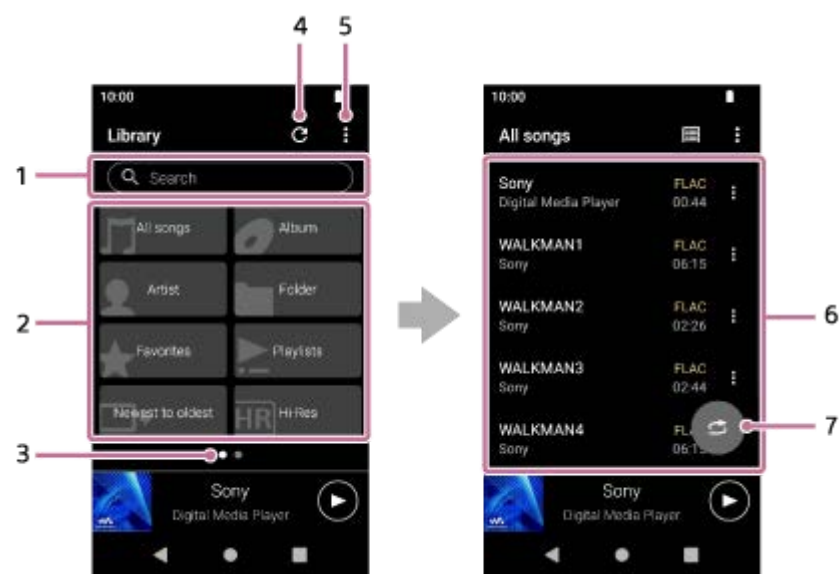 4 5
10:00
Library
1
Search
2
All songs
Album
Artist
Folder
Favorites
Playlists
Newest to oldest
HR Hi-Res
3
Sony
Digital Media Player
10:00
All songs
Sony FLAC
Digital Media Player 00:44
WALKMAN1 FLAC
Sony 06:15
WALKMAN2 FLAC
Sony 02:26
6
WALKMAN3 FLAC
Sony 02:44
7
WALKMAN4
Sony
Sony
Digital Media Player